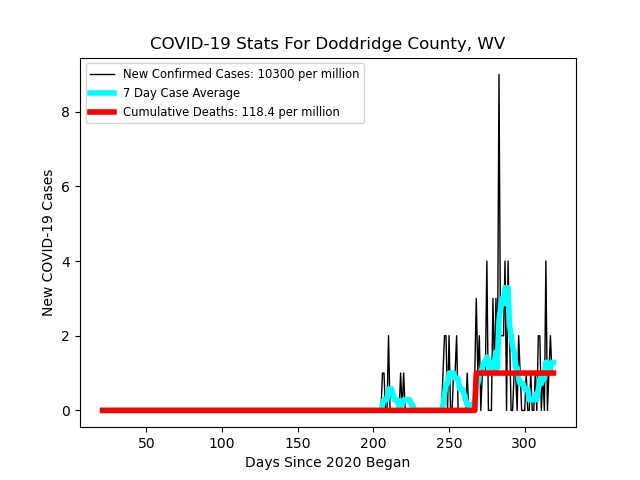 COVID-19 Stats For Doddridge County, WV
New Confirmed Cases: 10300 per million
7 Day Case Average
Cumulative Deaths: 118.4 per million
New COVID-19 Cases
8
6
4
2
0
50 100 150 200 250 300
Days Since 2020 Began